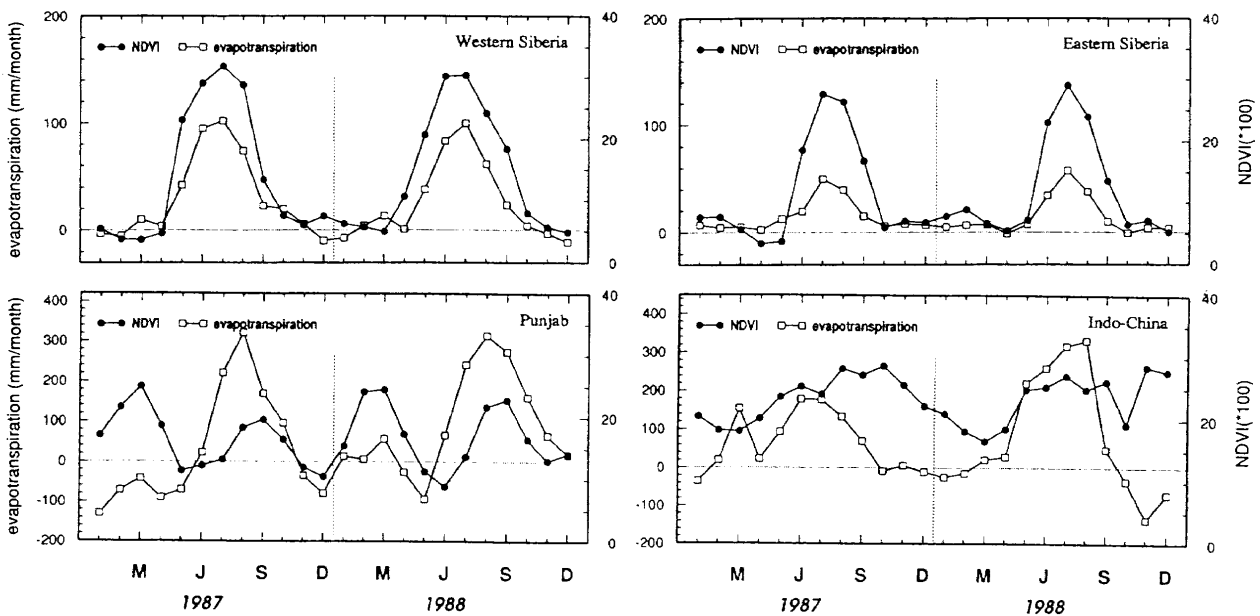 200 200 40
NDVI evapotranspiration Western Siberia
NDVI evapotranspiration Eastern Siberia
evapotranspiration (mm/month)
100 20
100 20
NDVI(*100)
0 0
0 0
400 40
400 40
NDVI evapotranspiration Punjab
NDVI evapotranspiration Indo-China
evapotranspiration (mm/month)
300
300
200
200
100 20
100 20
NDVI(*100)
0
0
-100
-100
-200 0
-200 0
M J S D M J S D
M J S D M J S D
1987 1988
1987 1988